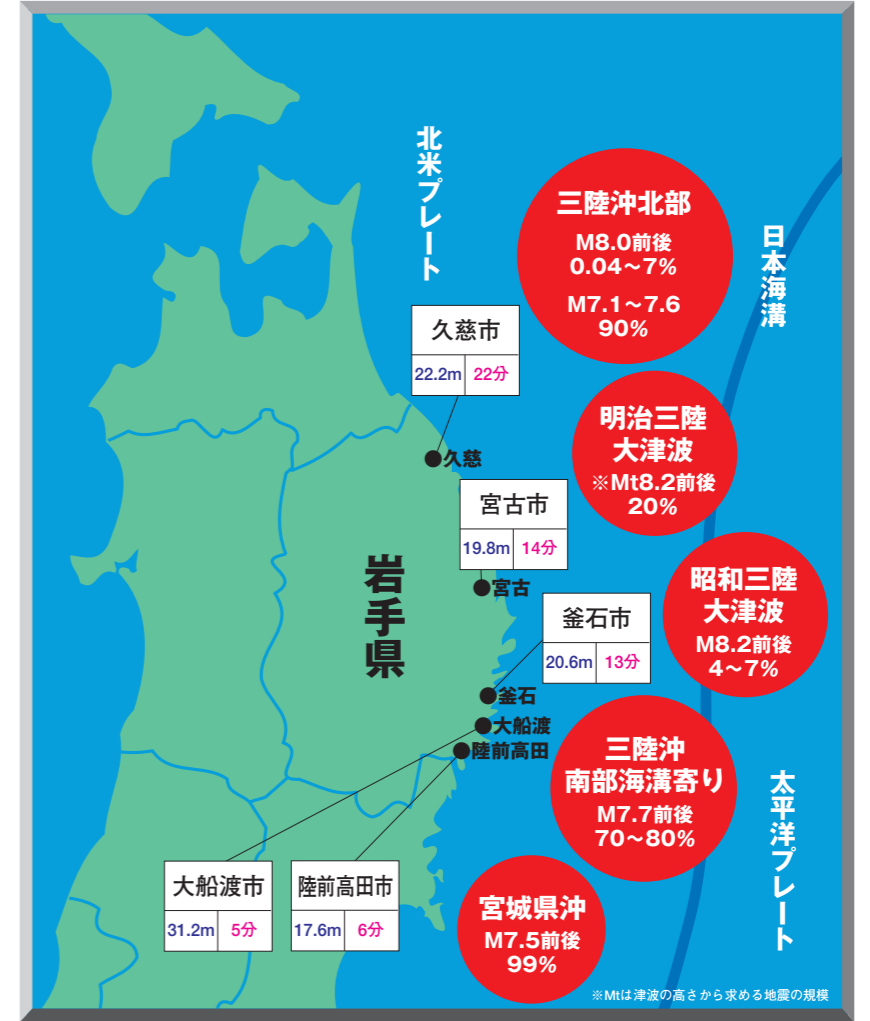 北米プレート
三陸沖北部
M8.0前後
0.04〜7%
M7.1〜7.6
90%
日本海溝
久慈市
22.2m 22分
久慈
明治三陸
大津波
※Mt8.2前後
20%
宮古市
19.8m 14分
宮古
岩手県
昭和三陸
大津波
M8.2前後
4〜7%
釜石市
20.6m 13分
釜石
大船渡
陸前高田
三陸沖
南部海溝寄り
M7.7前後
70〜80%
太平洋プレート
大船渡市
31.2m 5分
陸前高田市
17.6m 6分
宮城県沖
M7.5前後
99%
※Mtは津波の高さから求める地震の規模